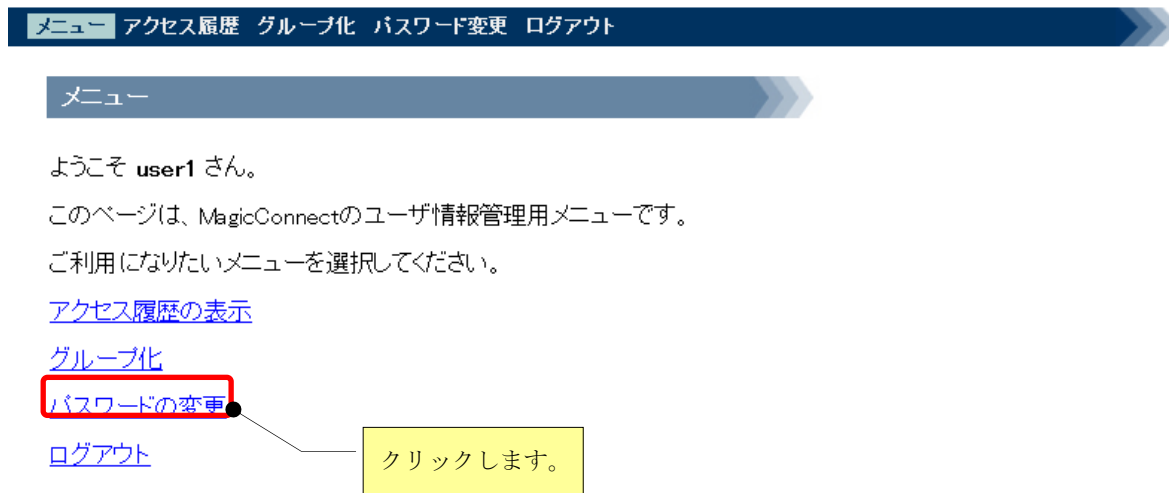 メニュー アクセス履歴 グループ化 パスワード変更 ログアウト
メニュー
ようこそ user1 さん。
このページは、MagicConnectのユーザ情報管理用メニューです。
ご利用になりたいメニューを選択してください。
アクセス履歴の表示
グループ化
パスワードの変更
ログアウト
クリックします。